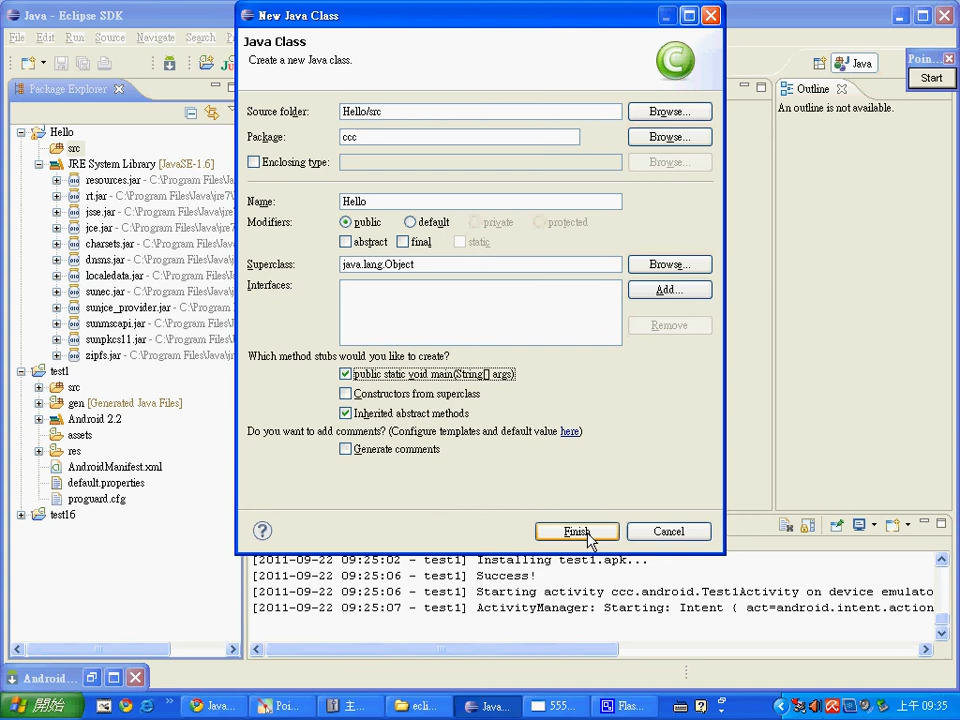 Java - Eclipse SDK
File Edit Run Source Navigate Search
New Java Class
Java Class
Create a new Java class.
Source folder: Hello/src Browse...
Package: ccc Browse...
Enclosing type: Browse...
Name: Hello
Modifiers: public default private protected
abstract final static
Superclass: java.lang.Object Browse...
Interfaces: Add...
Remove
Which method stubs would you like to create?
public static void main(String[] args)
Constructors from superclass
Inherited abstract methods
Do you want to add comments? (Configure templates and default value here)
Generate comments
Finish Cancel
Java
Poin...
Start
Outline
An outline is not available.
Package Explorer
Hello
src
JRE System Library [JavaSE-1.6]
resources.jar - C:\Program Files\Ja
rt.jar - C:\Program Files\Java\jre7
jsse.jar - C:\Program Files\Java\
jce.jar - C:\Program Files\Java\jr
charsets.jar - C:\Program Files\Ja
dnsns.jar - C:\Program Files\Java
localedata.jar - C:\Program Files\
sunec.jar - C:\Program Files\Java\
sunjce_provider.jar - C:\Program
sunmscapi.jar - C:\Program Files\
sunpkcs11.jar - C:\Program Files\
zipfs.jar - C:\Program Files\Java\
test1
src
gen [Generated Java Files]
Android 2.2
assets
res
AndroidManifest.xml
default.properties
proguard.cfg
test16
[2011-09-22 09:25:02 - test1] Installing test1.apk...
[2011-09-22 09:25:06 - test1] Success!
[2011-09-22 09:25:06 - test1] Starting activity ccc.android.Test1Activity on device emulato
[2011-09-22 09:25:07 - test1] ActivityManager: Starting: Intent { act=android.intent.action
Android...
開始 Java... Poi... 主... ecli... Java... 555... Flas... 上午 09:35